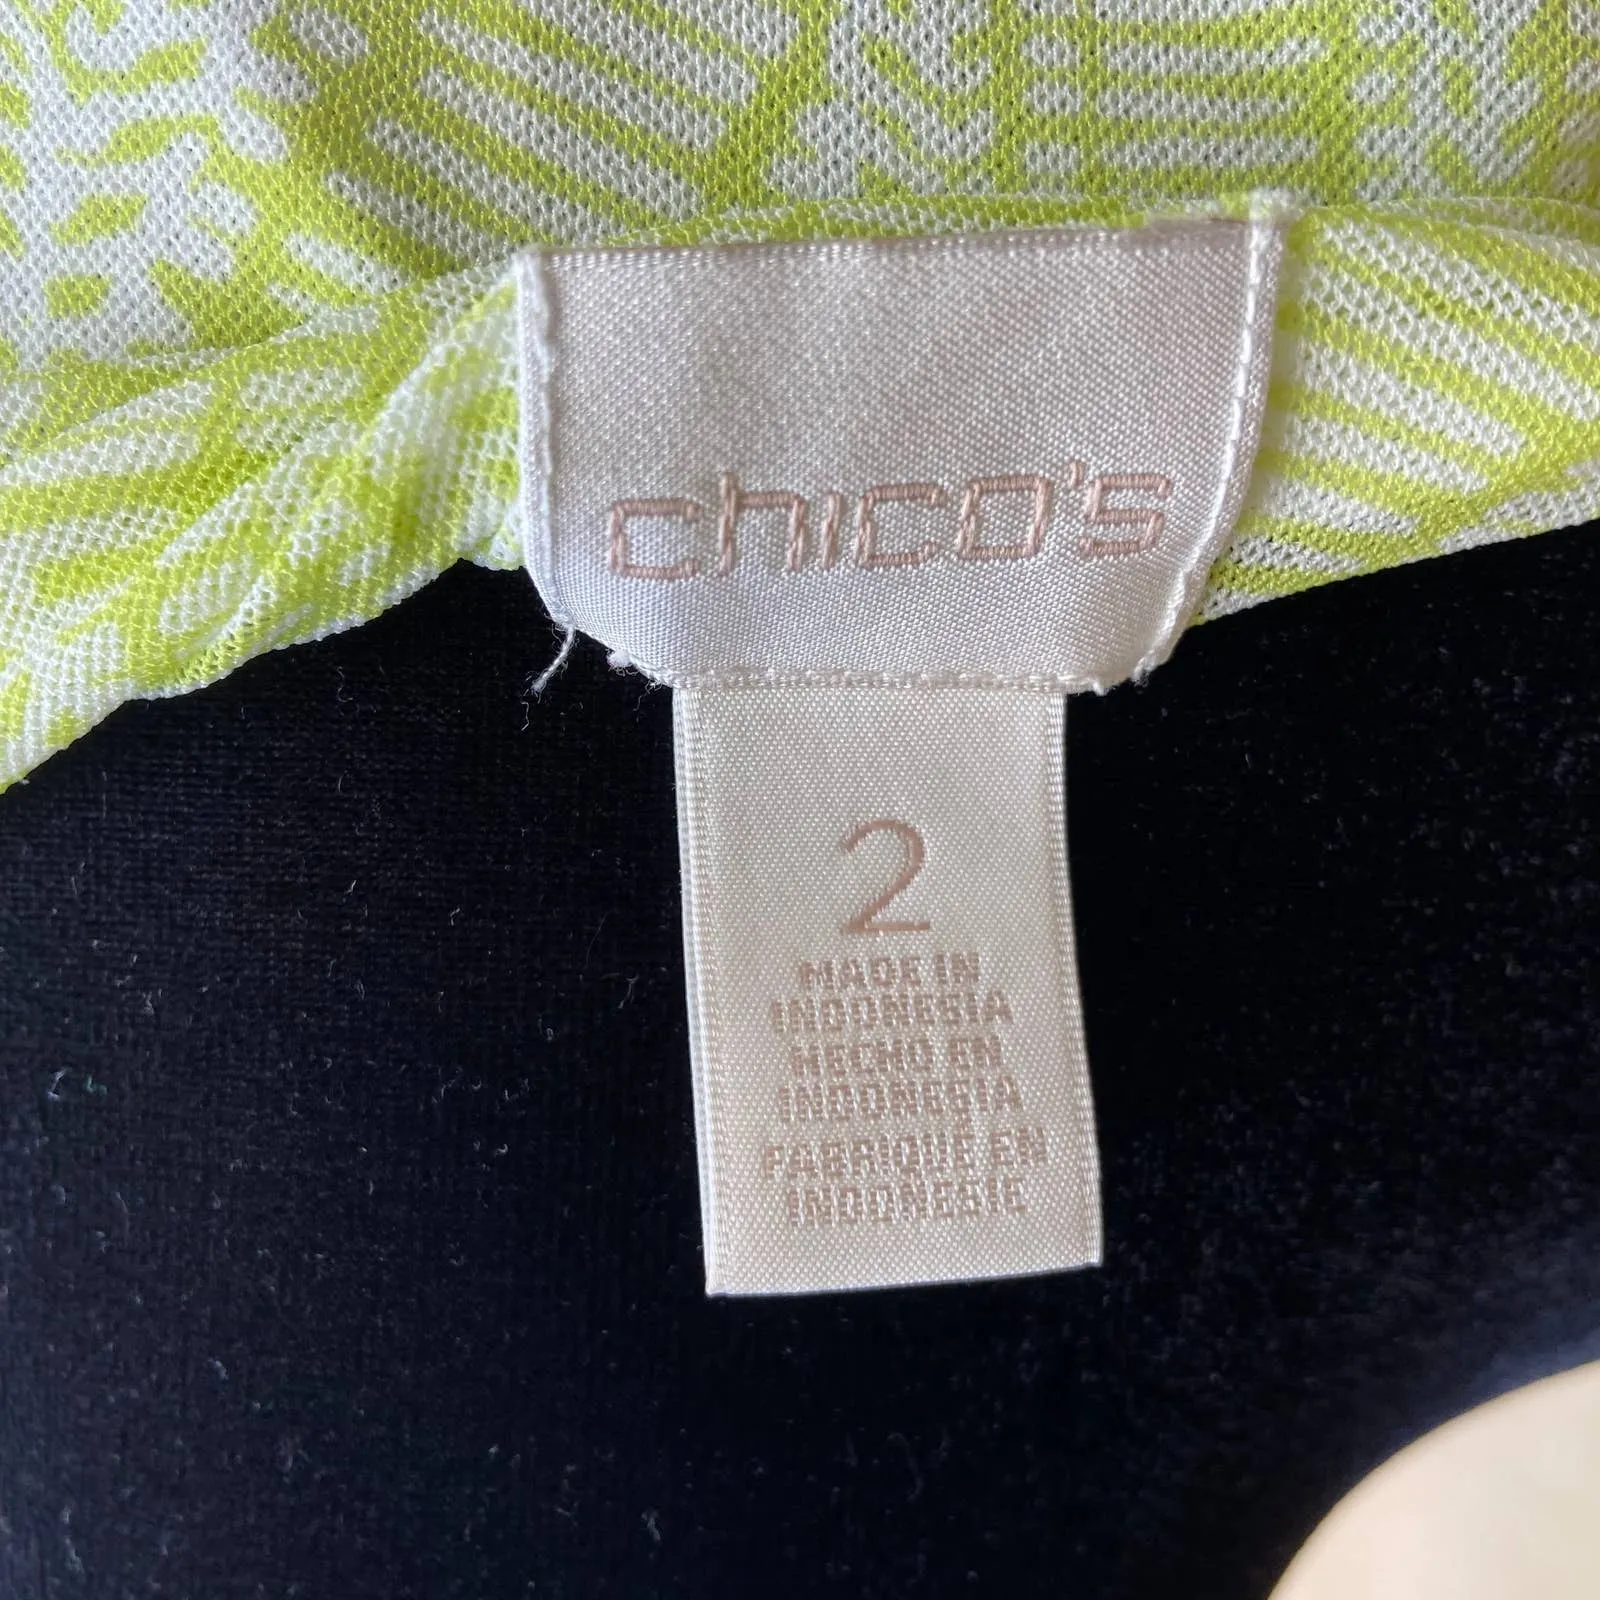 chico's
2
MADE IN
INDONESIA
HECHO EN
INDONESIA
FABRIQUÉ EN
INDONESIE